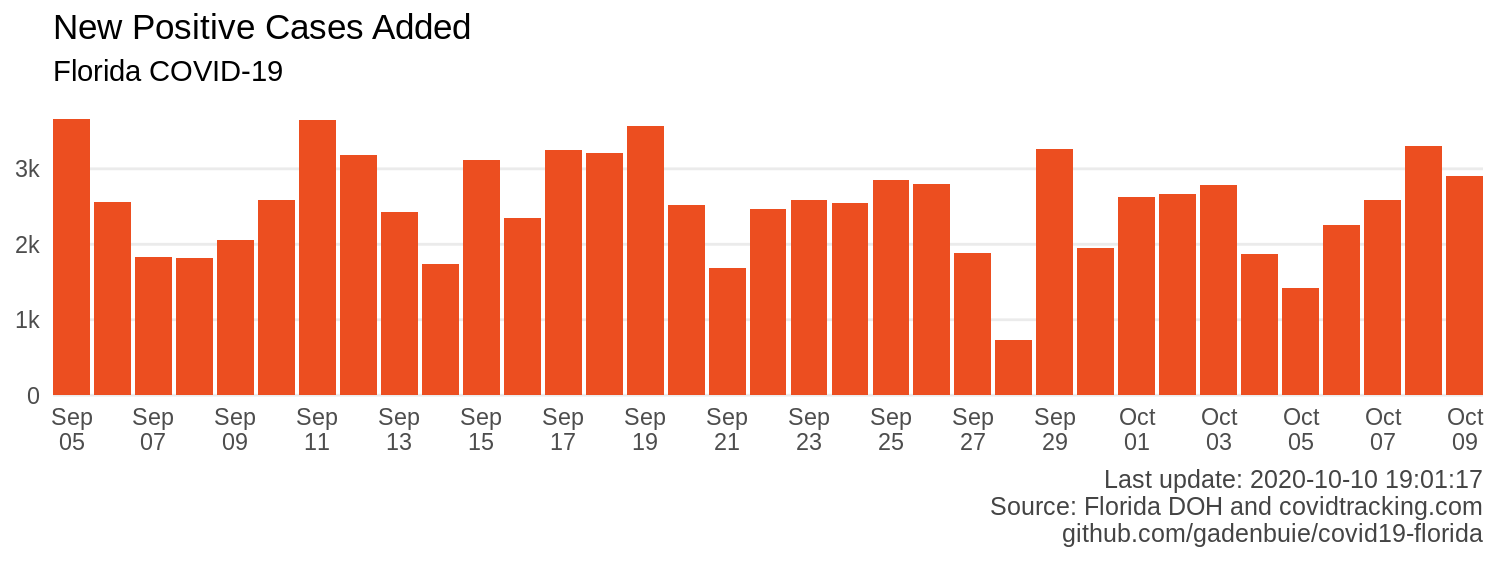 New Positive Cases Added
Florida COVID-19
3k
2k
1k
0
Sep Sep Sep Sep Sep Sep Sep Sep Sep Sep Sep Sep Sep Oct Oct Oct Oct Oct
05 07 09 11 13 15 17 19 21 23 25 27 29 01 03 05 07 09
Last update: 2020-10-10 19:01:17
Source: Florida DOH and covidtracking.com
github.com/gadenbuie/covid19-florida